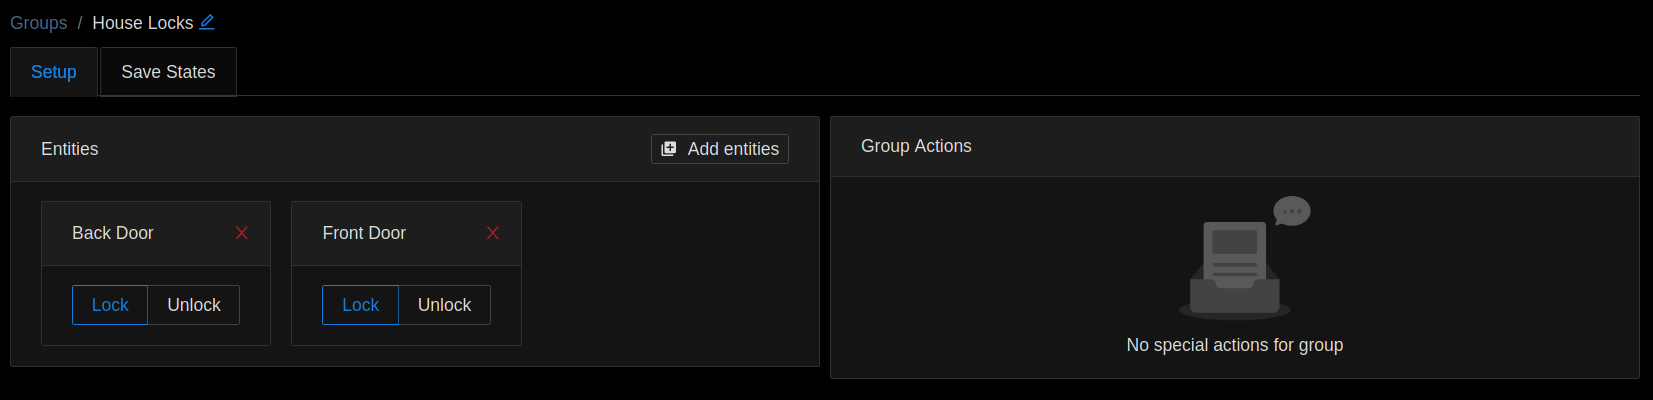 Groups / House Locks
Setup
Save States
Entities
Add entities
Back Door
Lock
Unlock
Front Door
Lock
Unlock
Group Actions
No special actions for group